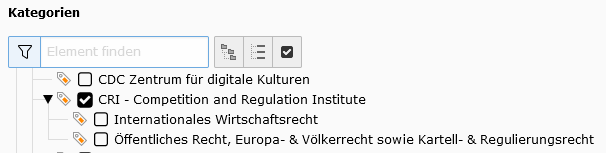 Kategorien
Element finden
CDC Zentrum für digitale Kulturen
CRI - Competition and Regulation Institute
Internationales Wirtschaftsrecht
Öffentliches Recht, Europa- & Völkerrecht sowie Kartell- & Regulierungsrecht